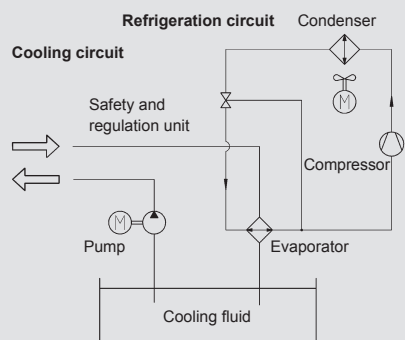 Refrigeration circuit
Condenser
Cooling circuit
M
Safety and
regulation unit
Compressor
M
Pump
Evaporator
Cooling fluid